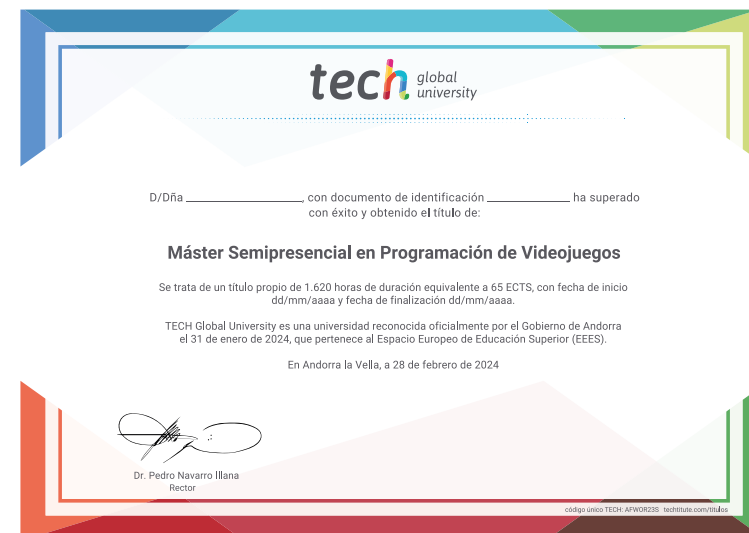 tech global university
D/Dña ____________________, con documento de identificación ______________ ha superado
con éxito y obtenido el título de:
Máster Semipresencial en Programación de Videojuegos
Se trata de un título propio de 1.620 horas de duración equivalente a 65 ECTS, con fecha de inicio
dd/mm/aaaa y fecha de finalización dd/mm/aaaa.
TECH Global University es una universidad reconocida oficialmente por el Gobierno de Andorra
el 31 de enero de 2024, que pertenece al Espacio Europeo de Educación Superior (EEES).
En Andorra la Vella, a 28 de febrero de 2024
Dr. Pedro Navarro Illana
Rector
código único TECH: AFWOR23S techtitute.com/titulos